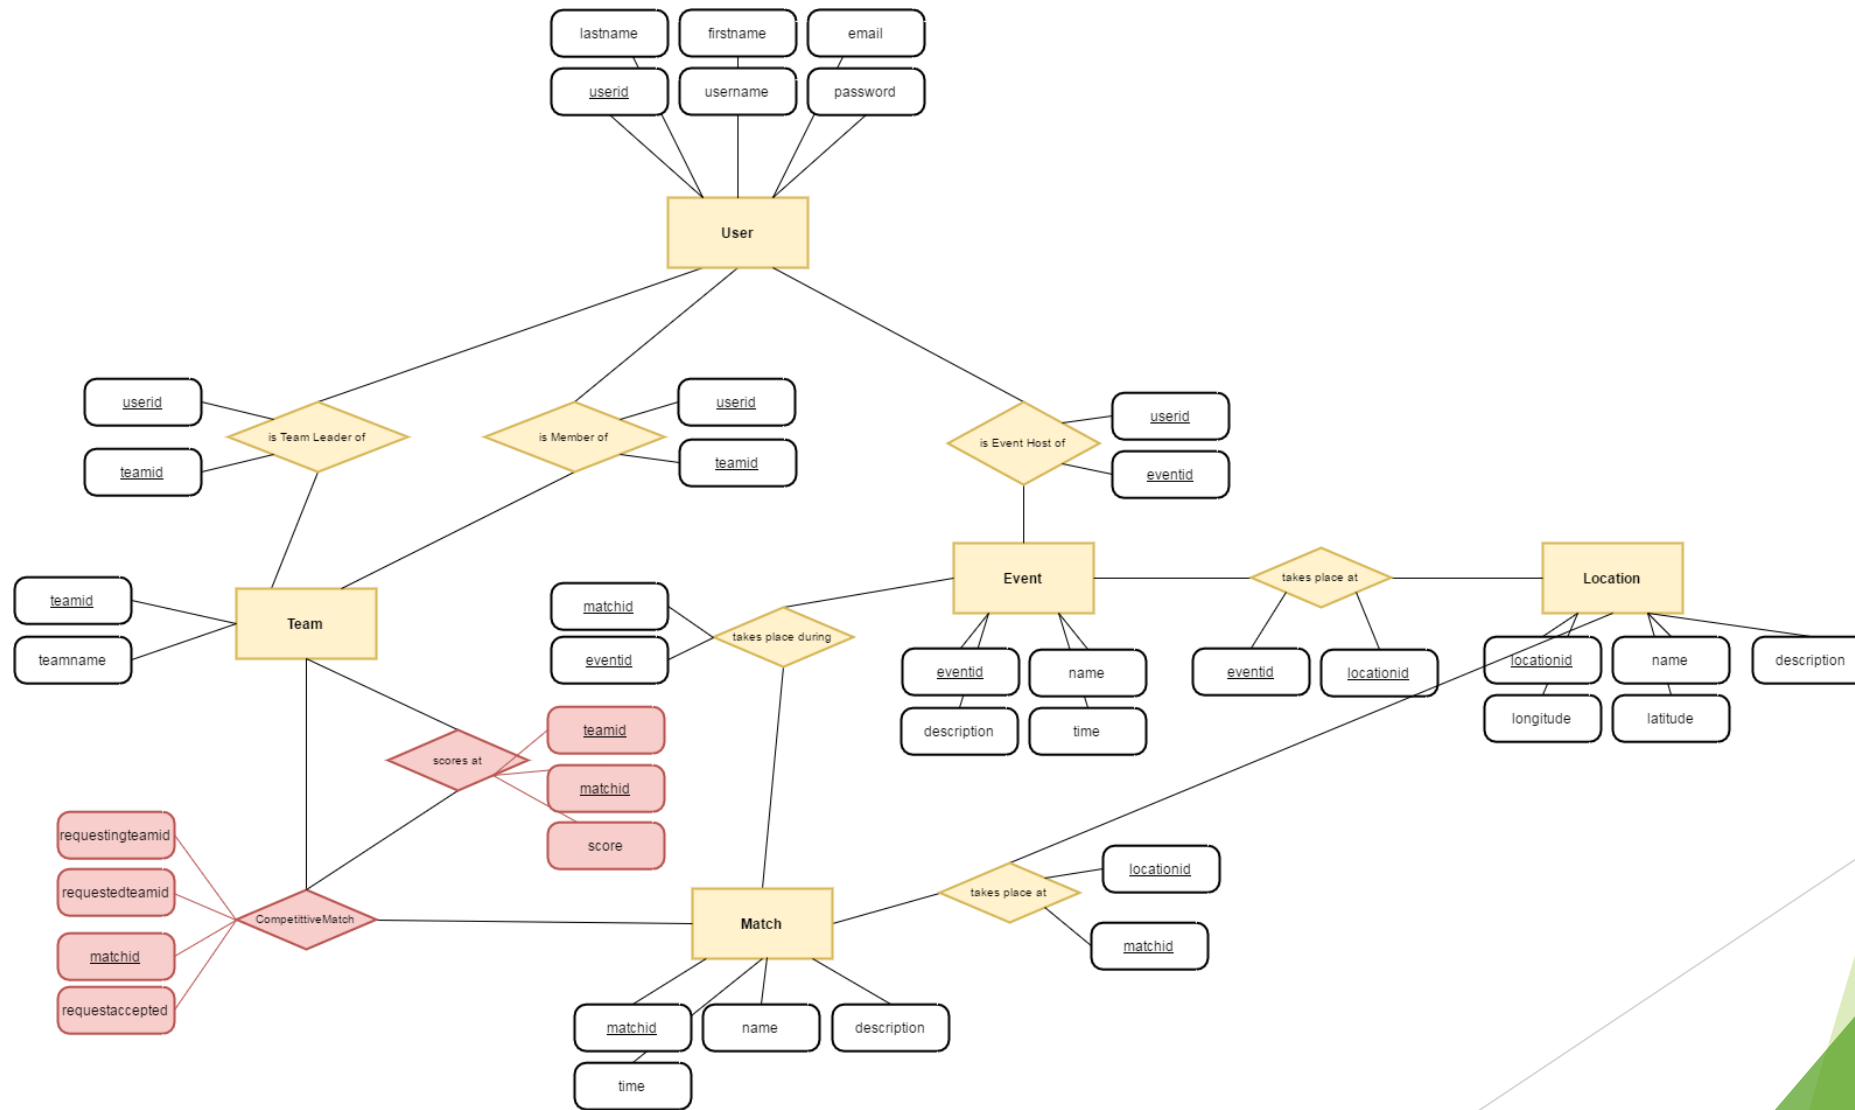 lastname
firstname
email
userid
username
password
User
userid
teamid
is Team Leader of
is Member of
userid
teamid
is Event Host of
userid
eventid
teamid
teamname
Team
matchid
eventid
takes place during
Event
takes place at
Location
eventid
name
description
time
eventid
locationid
locationid
name
description
longitude
latitude
scores at
teamid
matchid
score
requestingteamid
requestedteamid
matchid
requestaccepted
CompetittiveMatch
Match
takes place at
locationid
matchid
matchid
name
description
time